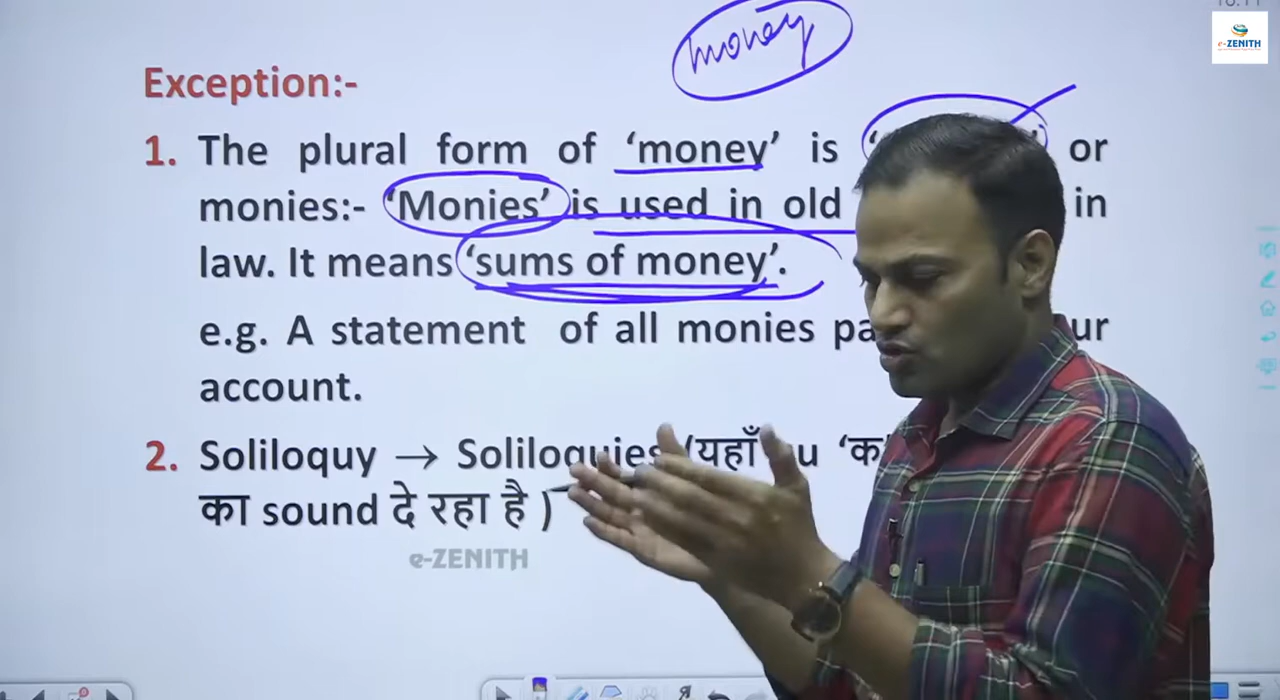 e-ZENITH
money
Exception:-
1. The plural form of ‘money’ is ‘ or
monies:- ‘Monies’ is used in old in
law. It means ‘sums of money’.
e.g. A statement of all monies pa ur
account.
2. Soliloquy → Soliloquies (यहाँ u ‘क’
का sound दे रहा है )
e-ZENITH